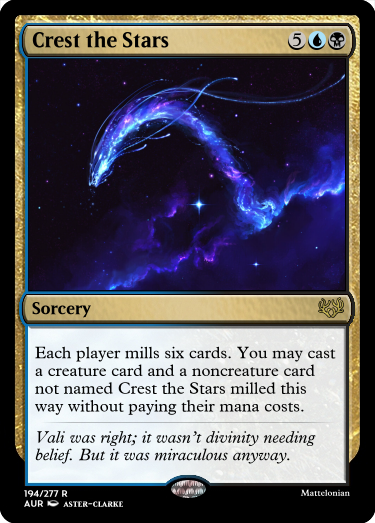 Crest the Stars 5
Sorcery
Each player mills six cards. You may cast
a creature card and a noncreature card
not named Crest the Stars milled this
way without paying their mana costs.
Vali was right; it wasn't divinity needing
belief. But it was miraculous anyway.
194/277 R Mattelonian
AUR ASTER-CLARKE